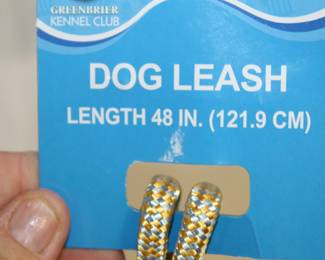 GREENBRIER
KENNEL CLUB
DOG LEASH
LENGTH 48 IN. (121.9 CM)